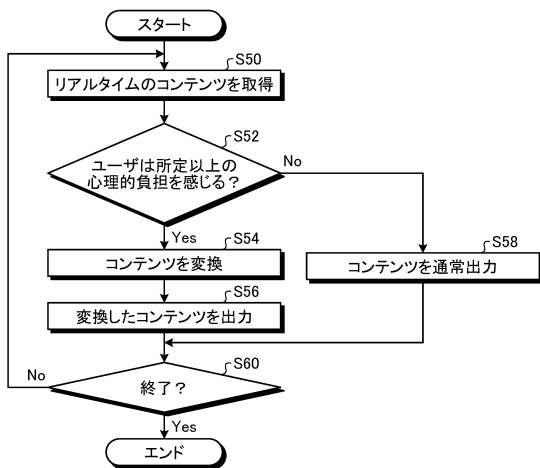 スタート
S50
リアルタイムのコンテンツを取得
S52
ユーザは所定以上の
心理的負担を感じる？
No
Yes
S54
コンテンツを変換
S58
コンテンツを通常出力
S56
変換したコンテンツを出力
S60
No
終了？
Yes
エンド